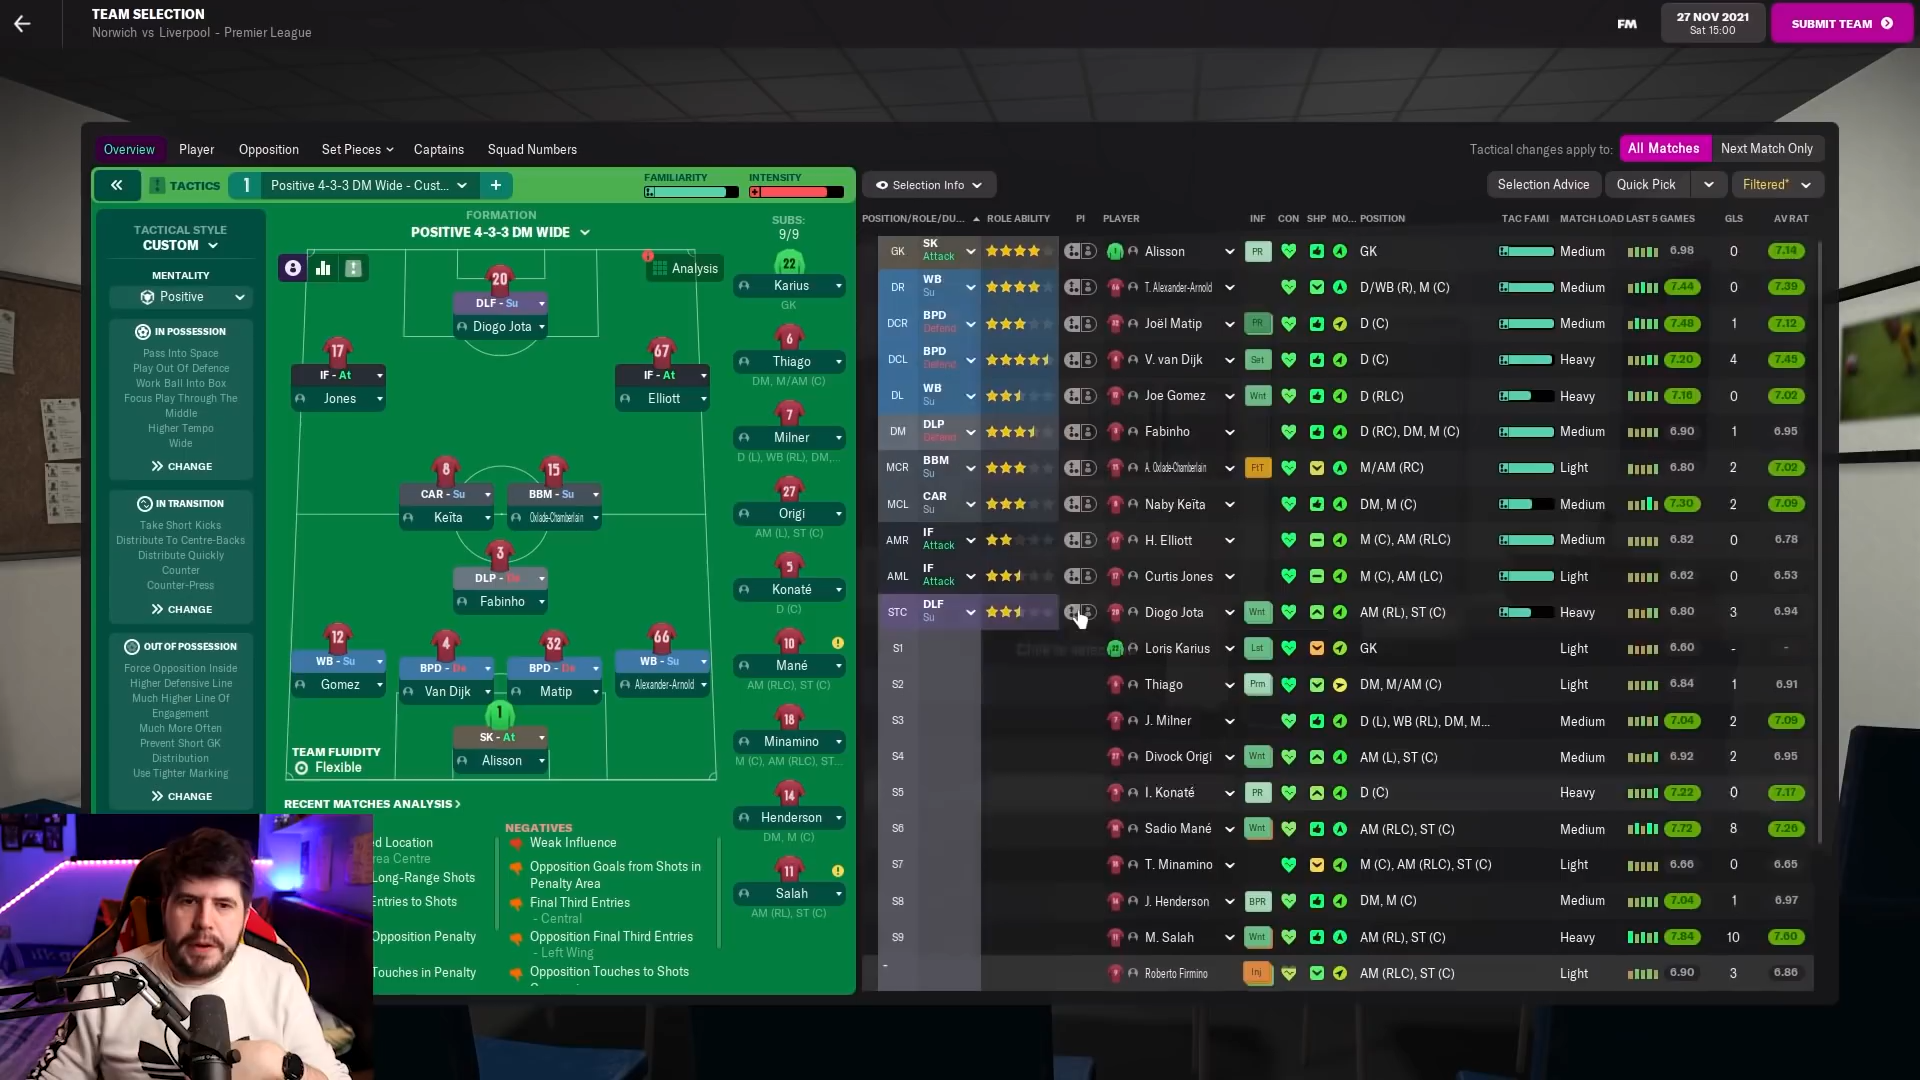 TEAM SELECTION
Norwich vs Liverpool - Premier League
FM
27 NOV 2021
Sat 15:00
SUBMIT TEAM
Overview
Player
Opposition
Set Pieces
Captains
Squad Numbers
Tactical changes apply to:
All Matches
Next Match Only
TACTICS
1
Positive 4-3-3 DM Wide - Cust...
+
FAMILIARITY
INTENSITY
Selection Info
Selection Advice
Quick Pick
Filtered*
TACTICAL STYLE
CUSTOM
MENTALITY
Positive
IN POSSESSION
Pass Into Space
Play Out Of Defence
Work Ball Into Box
Focus Play Through The
Middle
Higher Tempo
Wide
CHANGE
IN TRANSITION
Take Short Kicks
Distribute To Centre-Backs
Distribute Quickly
Counter
Counter-Press
CHANGE
OUT OF POSSESSION
Force Opposition Inside
Higher Defensive Line
Much Higher Line Of
Engagement
Much More Often
Prevent Short GK
Distribution
Use Tighter Marking
CHANGE
FORMATION
POSITIVE 4-3-3 DM WIDE
Analysis
20
DLF - Su
Diogo Jota
17
IF - At
Jones
67
IF - At
Elliott
8
CAR - Su
Keïta
15
BBM - Su
Oxlade-Chamberlain
3
DLP - De
Fabinho
12
WB - Su
Gomez
4
BPD - De
Van Dijk
32
BPD - De
Matip
66
WB - Su
Alexander-Arnold
1
SK - At
Alisson
TEAM FLUIDITY
Flexible
SUBS:
9/9
22
Karius
GK
6
Thiago
DM, M/AM (C)
7
Milner
D (L), WB (RL), DM,...
27
Origi
AM (L), ST (C)
5
Konaté
D (C)
10
Mané
AM (RLC), ST (C)
18
Minamino
M (C), AM (RLC), ST...
14
Henderson
DM, M (C)
11
Salah
AM (RL), ST (C)
RECENT MATCHES ANALYSIS
ed Location
rea Centre
Long-Range Shots
Entries to Shots
Opposition Penalty
Touches in Penalty
NEGATIVES
Weak Influence
Opposition Goals from Shots in
Penalty Area
Final Third Entries
- Central
Opposition Final Third Entries
- Left Wing
Opposition Touches to Shots
POSITION/ROLE/DU... ROLE ABILITY PI PLAYER INF CON SHP MO... POSITION TAC FAMI MATCH LOAD LAST 5 GAMES GLS AV RAT
GK SK Attack Alisson PR GK Medium 6.98 0 7.14
DR WB Su T. Alexander-Arnold D/WB (R), M (C) Medium 7.44 0 7.39
DCR BPD Defend Joël Matip PR D (C) Medium 7.48 1 7.12
DCL BPD Defend V. van Dijk Set D (C) Heavy 7.20 4 7.45
DL WB Su Joe Gomez Wnt D (RLC) Heavy 7.16 0 7.02
DM DLP Defend Fabinho D (RC), DM, M (C) Medium 6.90 1 6.95
MCR BBM Su A. Oxlade-Chamberlain FIT M/AM (RC) Light 6.80 2 7.02
MCL CAR Su Naby Keïta DM, M (C) Medium 7.30 2 7.09
AMR IF Attack H. Elliott M (C), AM (RLC) Medium 6.82 0 6.78
AML IF Attack Curtis Jones M (C), AM (LC) Light 6.62 0 6.53
STC DLF Su Diogo Jota Wnt AM (RL), ST (C) Heavy 6.80 3 6.94
S1 Loris Karius Lst GK Light 6.60 - -
S2 Thiago Prm DM, M/AM (C) Light 6.84 1 6.91
S3 J. Milner D (L), WB (RL), DM, M... Medium 7.04 2 7.09
S4 Divock Origi Wnt AM (L), ST (C) Medium 6.92 2 6.95
S5 I. Konaté PR D (C) Heavy 7.22 0 7.17
S6 Sadio Mané Wnt AM (RLC), ST (C) Medium 7.72 8 7.26
S7 T. Minamino M (C), AM (RLC), ST (C) Light 6.66 0 6.65
S8 J. Henderson BPR DM, M (C) Medium 7.04 1 6.97
S9 M. Salah Wnt AM (RL), ST (C) Heavy 7.84 10 7.60
- Roberto Firmino Inj AM (RLC), ST (C) Light 6.90 3 6.86